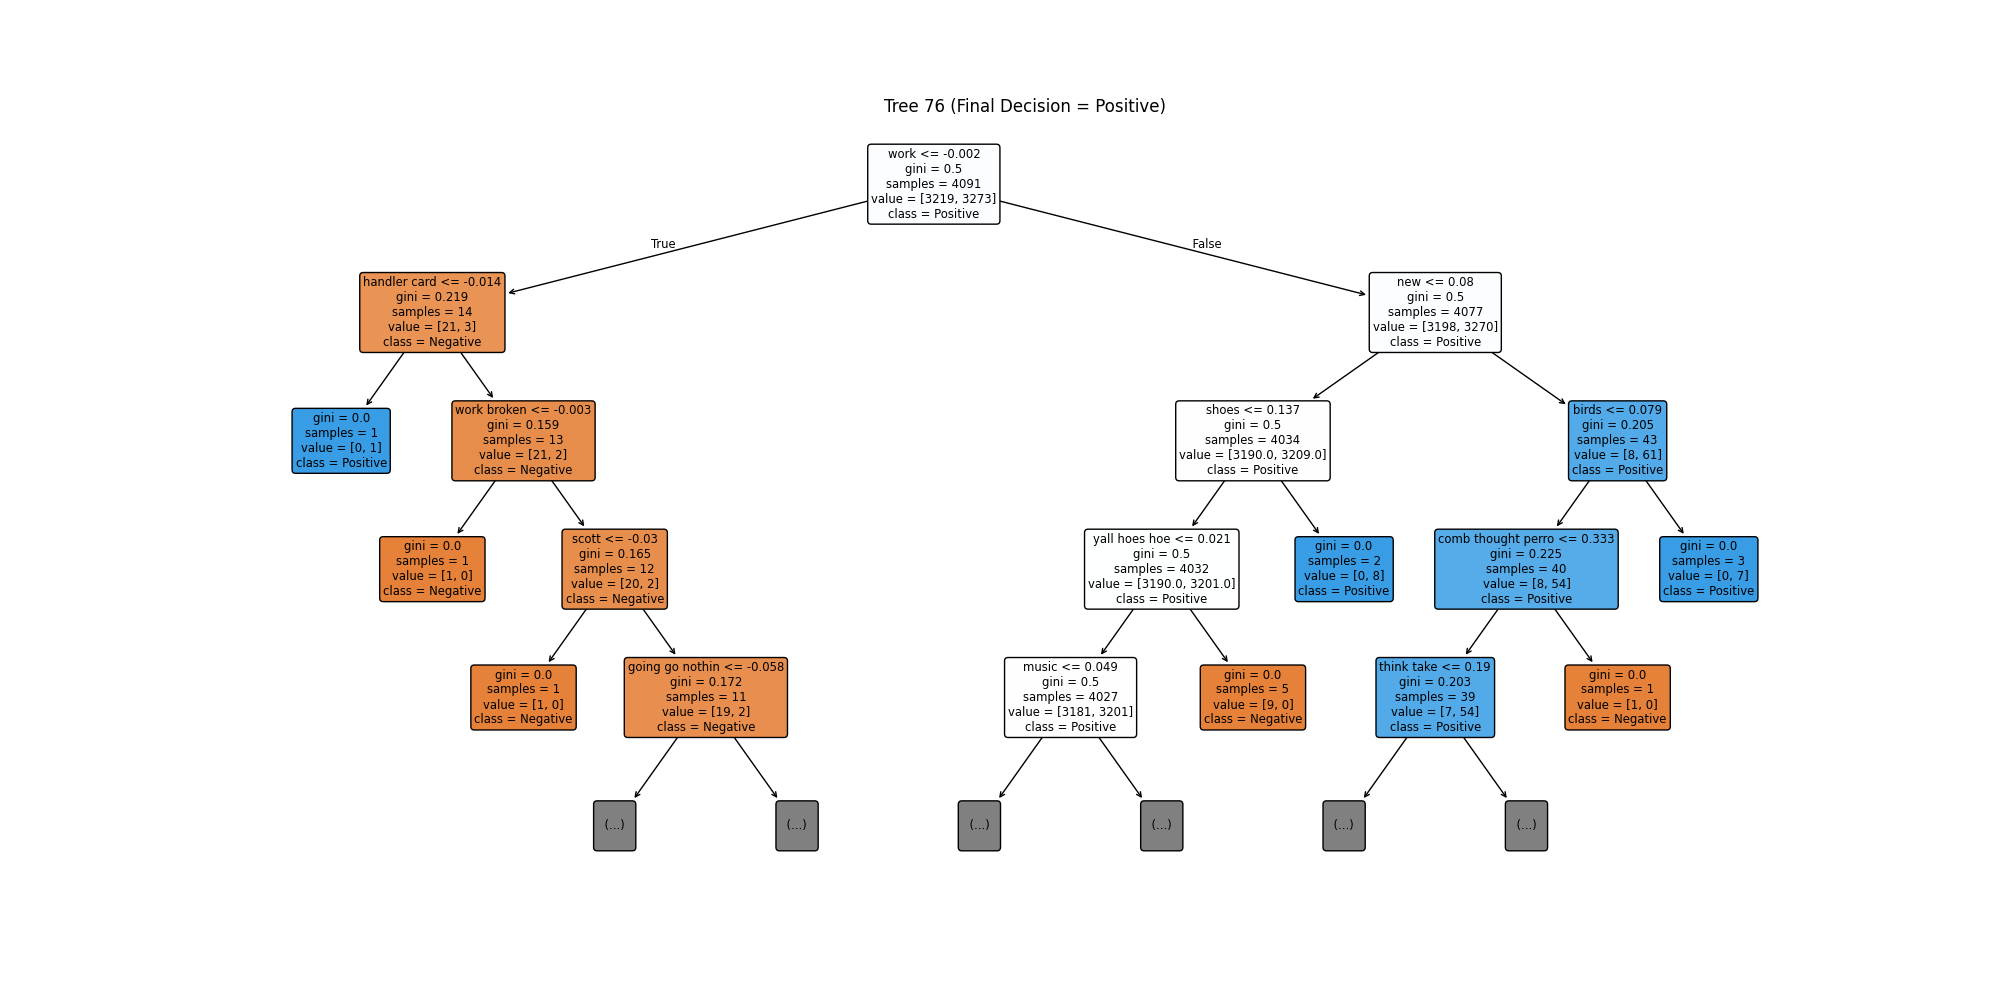 Tree 76 (Final Decision = Positive)
work <= -0.002
gini = 0.5
samples = 4091
value = [3219, 3273]
class = Positive
True
False
handler card <= -0.014
gini = 0.219
samples = 14
value = [21, 3]
class = Negative
new <= 0.08
gini = 0.5
samples = 4077
value = [3198, 3270]
class = Positive
gini = 0.0
samples = 1
value = [0, 1]
class = Positive
work broken <= -0.003
gini = 0.159
samples = 13
value = [21, 2]
class = Negative
shoes <= 0.137
gini = 0.5
samples = 4034
value = [3190.0, 3209.0]
class = Positive
birds <= 0.079
gini = 0.205
samples = 43
value = [8, 61]
class = Positive
gini = 0.0
samples = 1
value = [1, 0]
class = Negative
scott <= -0.03
gini = 0.165
samples = 12
value = [20, 2]
class = Negative
yall hoes hoe <= 0.021
gini = 0.5
samples = 4032
value = [3190.0, 3201.0]
class = Positive
gini = 0.0
samples = 2
value = [0, 8]
class = Positive
comb thought perro <= 0.333
gini = 0.225
samples = 40
value = [8, 54]
class = Positive
gini = 0.0
samples = 3
value = [0, 7]
class = Positive
gini = 0.0
samples = 1
value = [1, 0]
class = Negative
going go nothin <= -0.058
gini = 0.172
samples = 11
value = [19, 2]
class = Negative
music <= 0.049
gini = 0.5
samples = 4027
value = [3181, 3201]
class = Positive
gini = 0.0
samples = 5
value = [9, 0]
class = Negative
think take <= 0.19
gini = 0.203
samples = 39
value = [7, 54]
class = Positive
gini = 0.0
samples = 1
value = [1, 0]
class = Negative
(...)
(...)
(...)
(...)
(...)
(...)